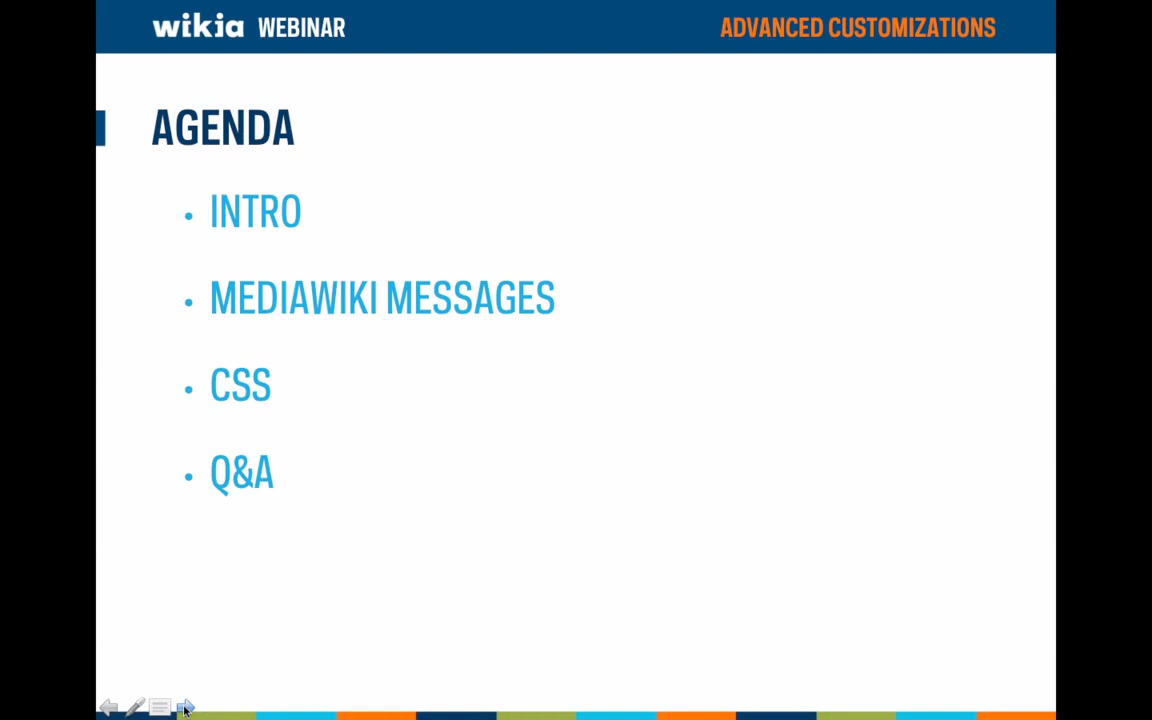 wikia WEBINAR
ADVANCED CUSTOMIZATIONS
AGENDA
• INTRO
• MEDIAWIKI MESSAGES
• CSS
• Q&A